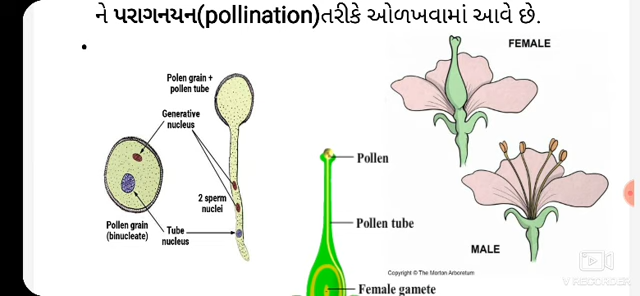 ને પરાગનયન(pollination)તરીકે ઓળખવામાં આવે છે.
FEMALE
Polen grain +
pollen tube
Generative
nucleus
2 sperm
nuclei
Pollen grain
(binucleate)
Tube
nucleus
Pollen
Pollen tube
Female gamete
MALE
Copyright © The Morton Arboretum
V RECORDER